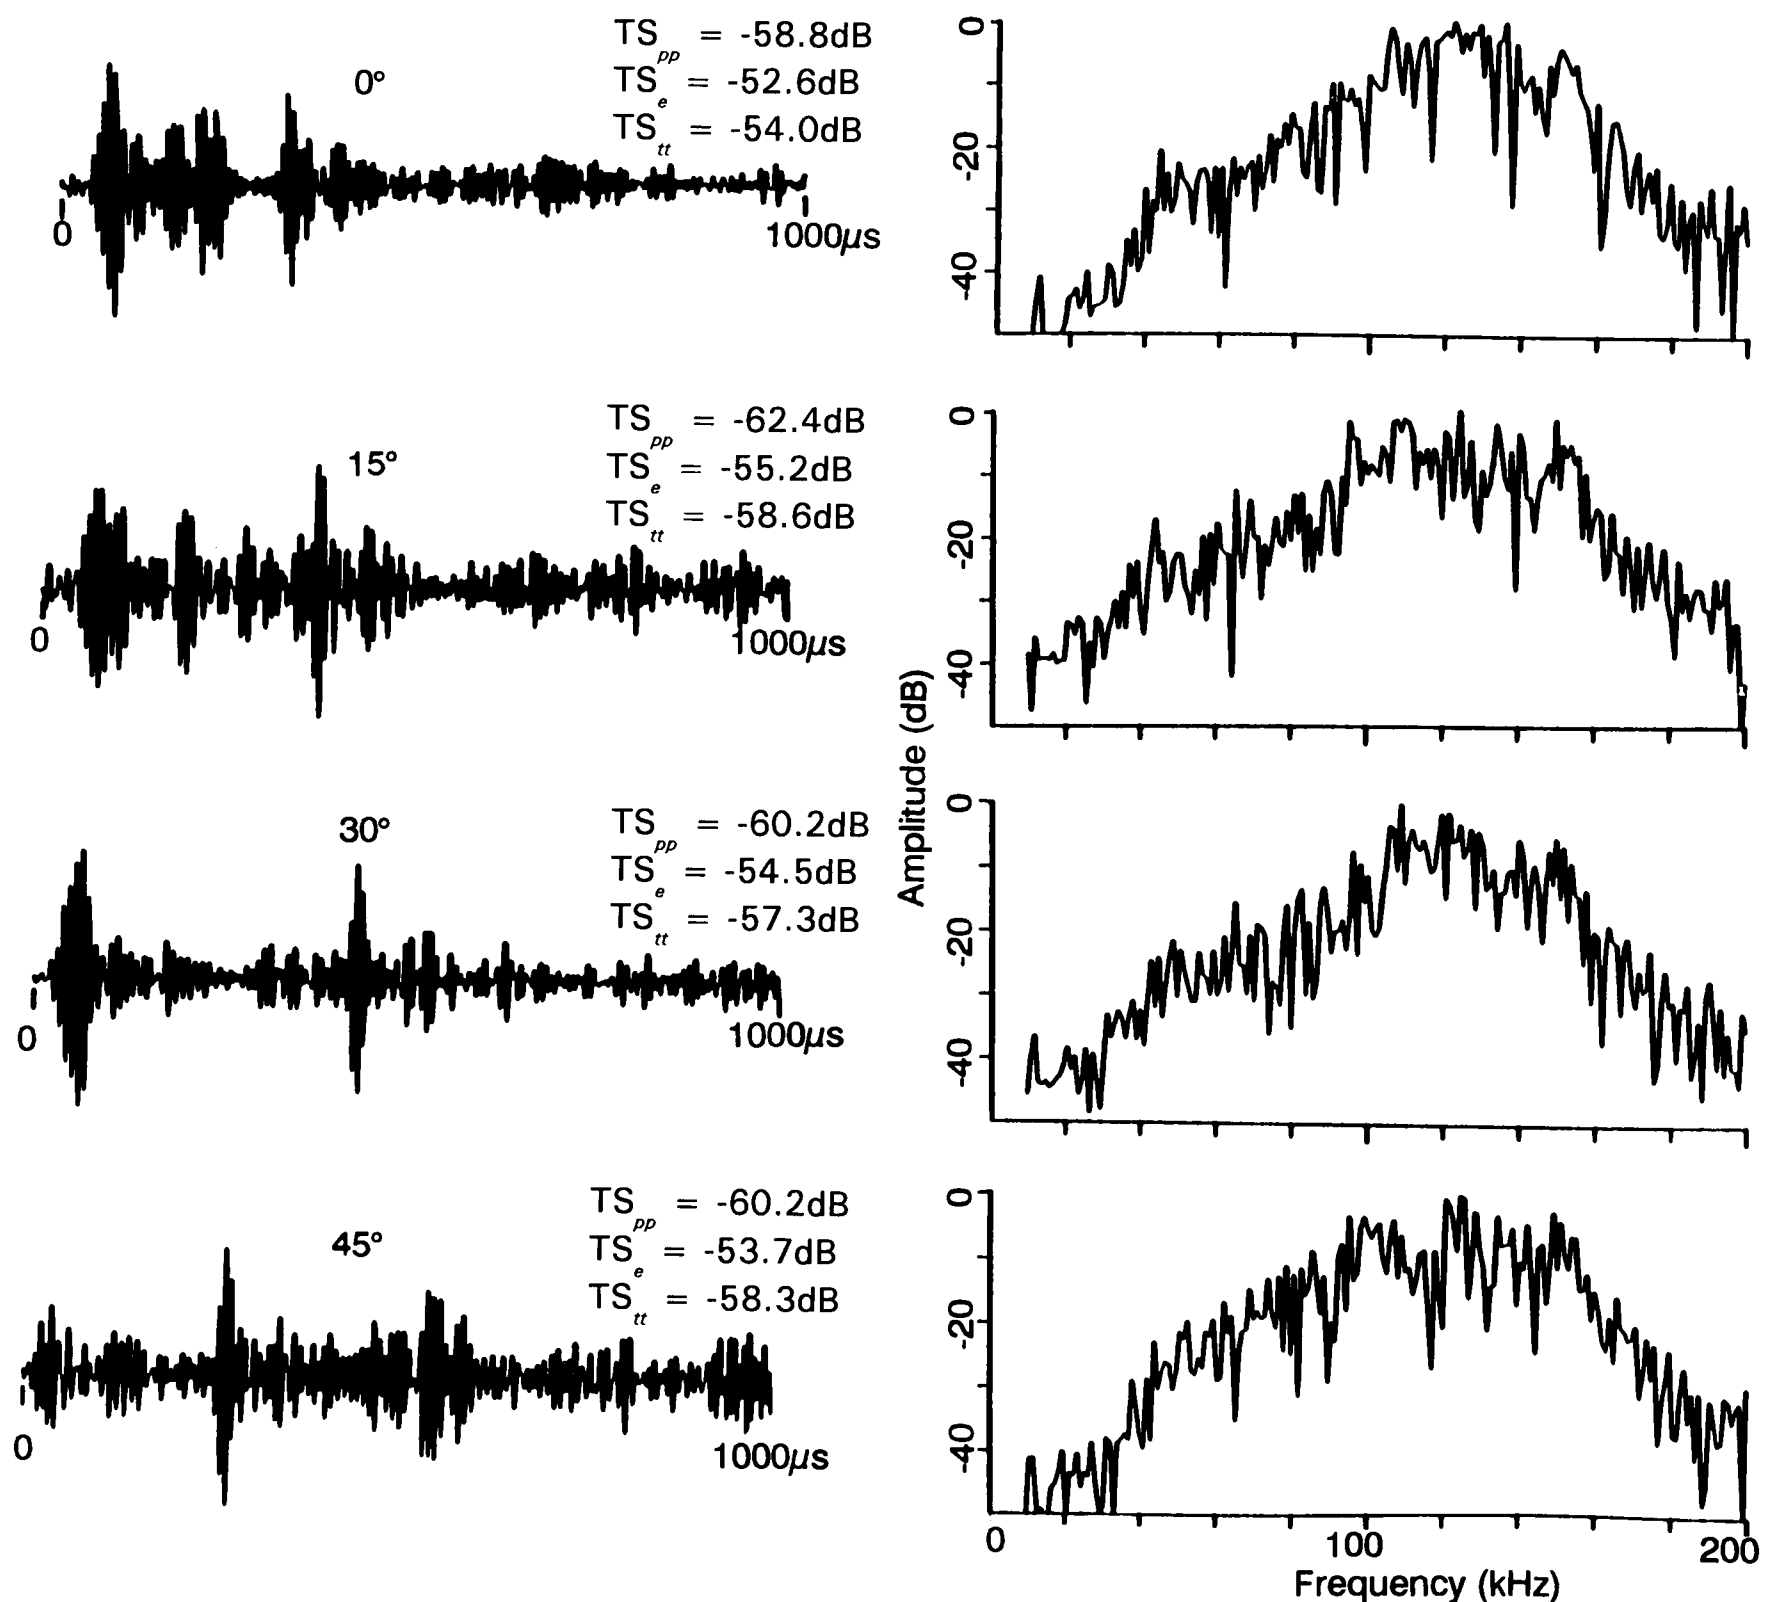 TSpp = -58.8dB
0°
TSe = -52.6dB
TStt = -54.0dB
0
1000µs
0
-20
-40
TSpp = -62.4dB
15°
TSe = -55.2dB
TStt = -58.6dB
0
1000µs
0
-20
-40
Amplitude (dB)
TSpp = -60.2dB
30°
TSe = -54.5dB
TStt = -57.3dB
0
1000µs
0
-20
-40
TSpp = -60.2dB
45°
TSe = -53.7dB
TStt = -58.3dB
0
1000µs
0
-20
-40
0
100
200
Frequency (kHz)